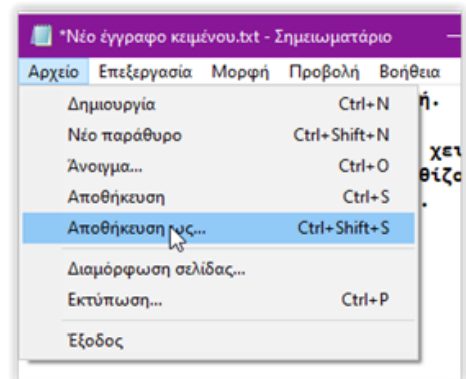 *Νέο έγγραφο κειμένου.txt - Σημειωματάριο
Αρχείο Επεξεργασία Μορφή Προβολή Βοήθεια
Δημιουργία Ctrl+N
Νέο παράθυρο Ctrl+Shift+N
Άνοιγμα... Ctrl+O
Αποθήκευση Ctrl+S
Αποθήκευση ως... Ctrl+Shift+S
Διαμόρφωση σελίδας...
Εκτύπωση... Ctrl+P
Έξοδος